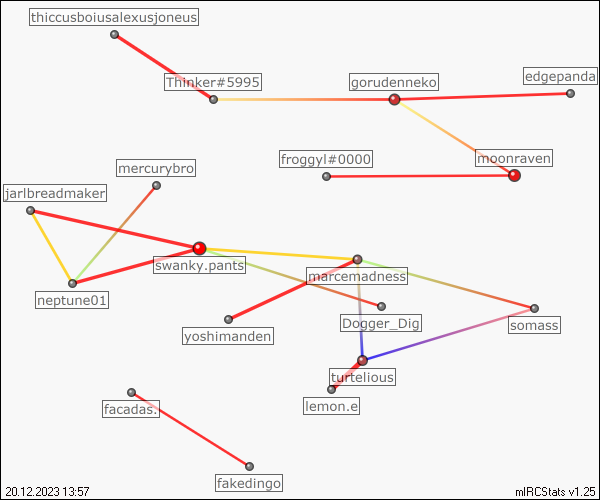 thiccusboiusalexusjoneus
edgepanda
Thinker#5995
gorudenneko
froggyl#0000
moonraven
mercurybro
jarlbreadmaker
swanky.pants
marcemadness
neptune01
Dogger_Dig
somass
yoshimanden
turtelious
lemon.e
facadas.
fakedingo
20.12.2023 13:57
mIRCStats v1.25